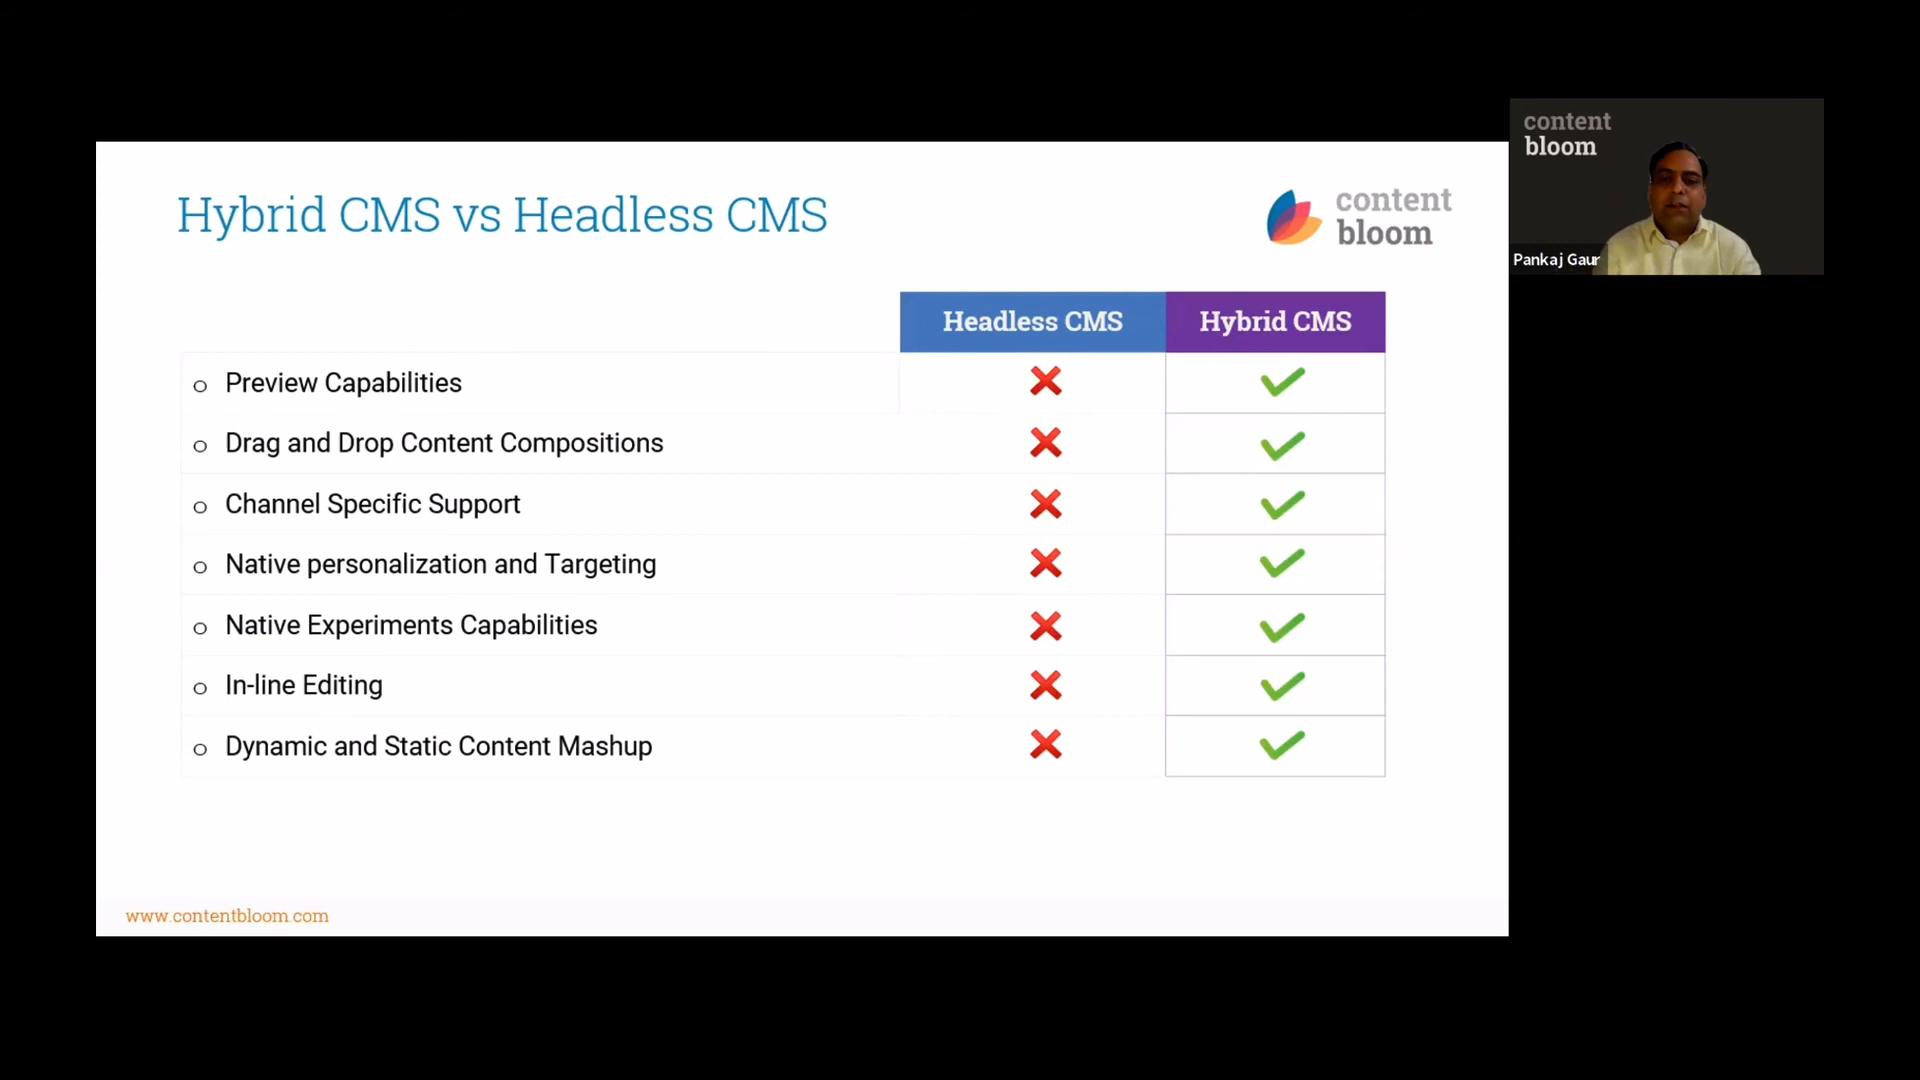 Hybrid CMS vs Headless CMS
content
bloom
content
bloom
Pankaj Gaur
Headless CMS Hybrid CMS
o Preview Capabilities ❌ ✔
o Drag and Drop Content Compositions ❌ ✔
o Channel Specific Support ❌ ✔
o Native personalization and Targeting ❌ ✔
o Native Experiments Capabilities ❌ ✔
o In-line Editing ❌ ✔
o Dynamic and Static Content Mashup ❌ ✔
www.contentbloom.com